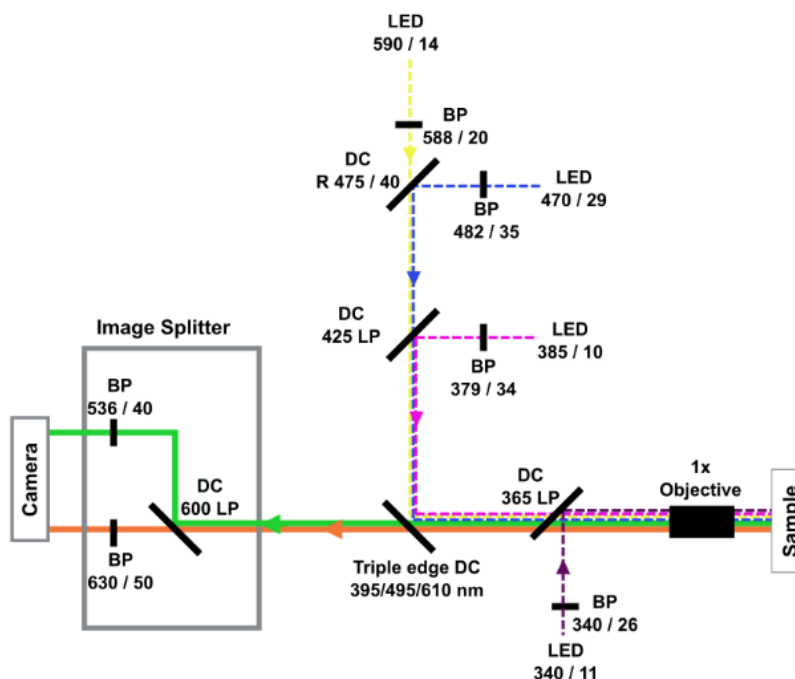 LED
590 / 14
BP
588 / 20
DC
R 475 / 40
LED
470 / 29
BP
482 / 35
DC
425 LP
LED
385 / 10
BP
379 / 34
Image Splitter
BP
536 / 40
Camera
DC
600 LP
BP
630 / 50
Triple edge DC
395/495/610 nm
DC
365 LP
1x
Objective
Sample
BP
340 / 26
LED
340 / 11